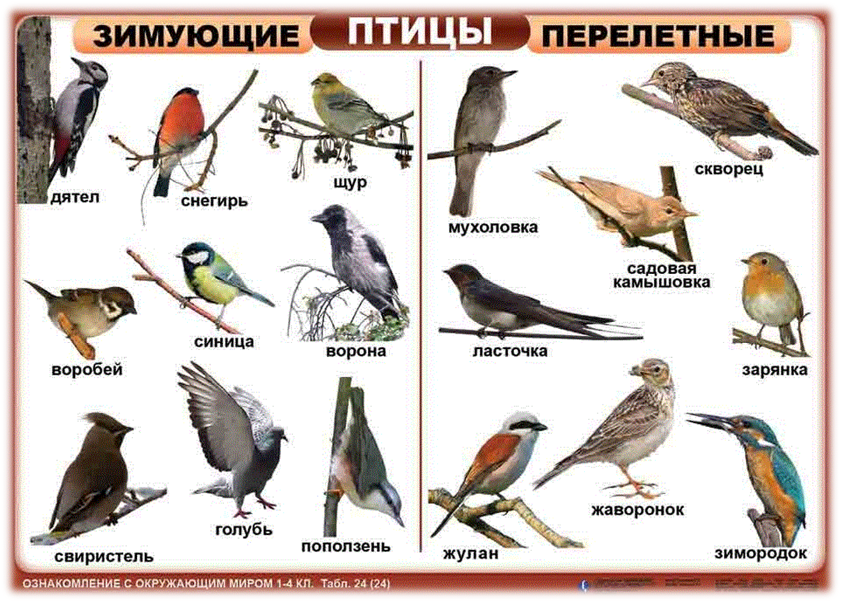 ЗИМУЮЩИЕ ПТИЦЫ ПЕРЕЛЕТНЫЕ
дятел
снегирь
щур
воробей
синица
ворона
свиристель
голубь
поползень
мухоловка
скворец
садовая
камышовка
ласточка
зарянка
жулан
жаворонок
зимородок
ОЗНАКОМЛЕНИЕ С ОКРУЖАЮЩИМ МИРОМ 1-4 КЛ. Табл. 24 (24)